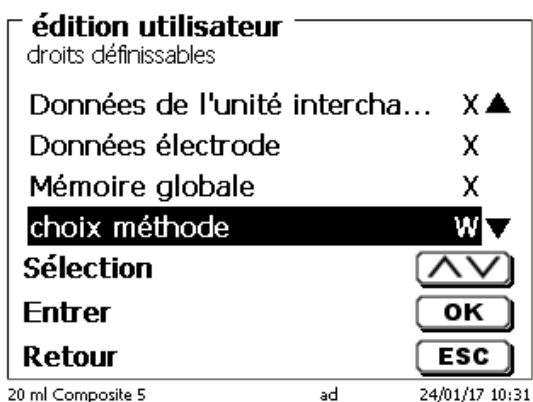 édition utilisateur
droits définissables
Données de l'unité intercha... X▲
Données électrode X
Mémoire globale X
choix méthode W▼
Sélection
Entrer OK
Retour ESC
20 ml Composite 5 ad 24/01/17 10:31